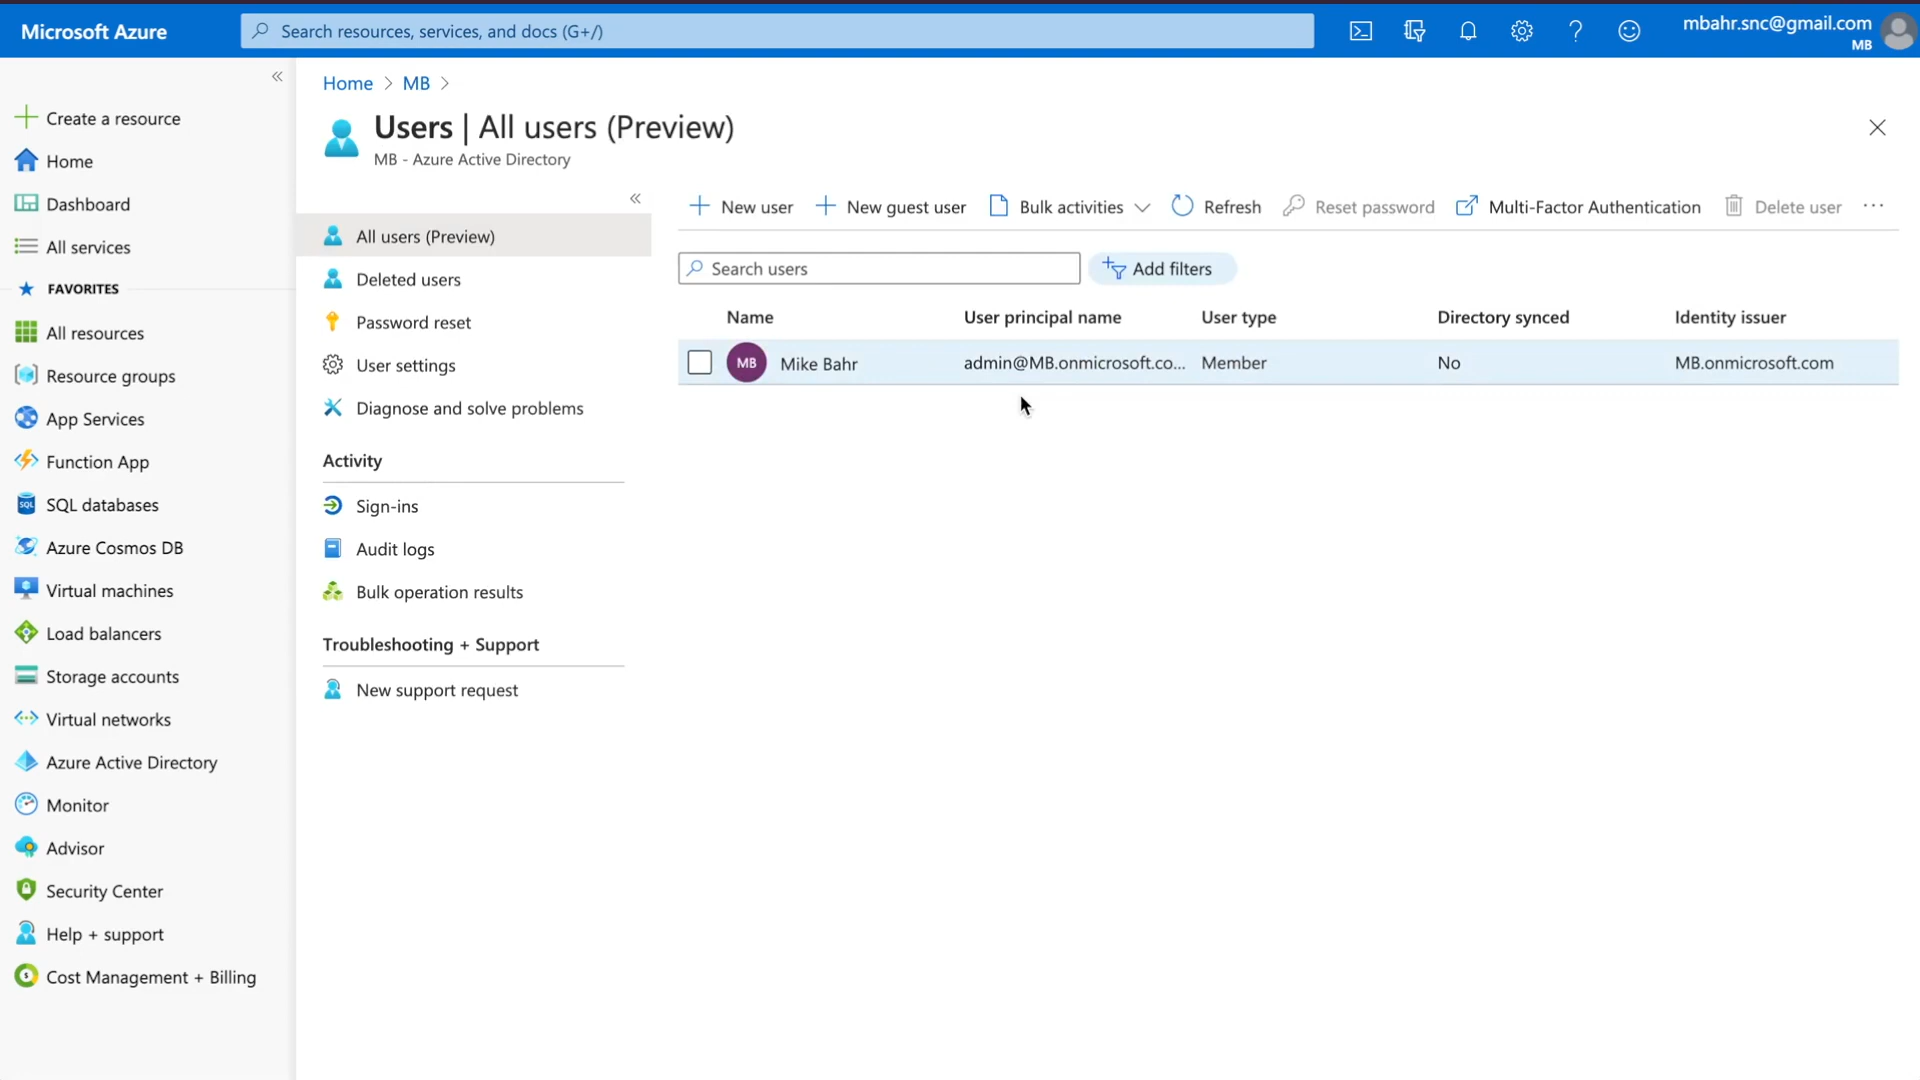 Microsoft Azure
Search resources, services, and docs (G+/)
mbahr.snc@gmail.com
MB
Create a resource
Home
Dashboard
All services
FAVORITES
All resources
Resource groups
App Services
Function App
SQL databases
Azure Cosmos DB
Virtual machines
Load balancers
Storage accounts
Virtual networks
Azure Active Directory
Monitor
Advisor
Security Center
Help + support
Cost Management + Billing
Home > MB >
Users | All users (Preview)
MB - Azure Active Directory
All users (Preview)
Deleted users
Password reset
User settings
Diagnose and solve problems
Activity
Sign-ins
Audit logs
Bulk operation results
Troubleshooting + Support
New support request
New user New guest user Bulk activities Refresh Reset password Multi-Factor Authentication Delete user ...
Search users Add filters
Name User principal name User type Directory synced Identity issuer
MB Mike Bahr admin@MB.onmicrosoft.co... Member No MB.onmicrosoft.com